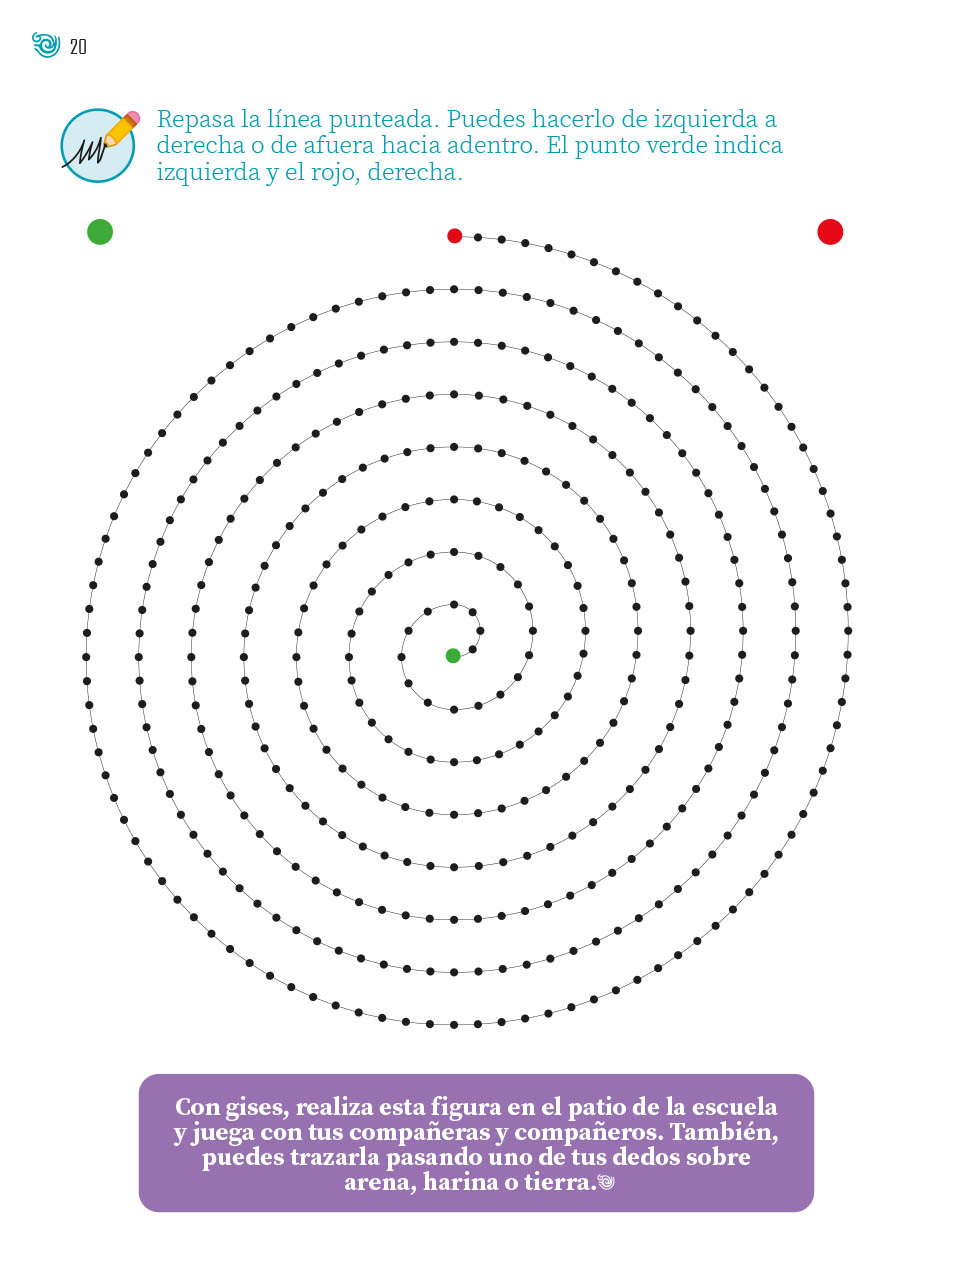 20
Repasa la línea punteada. Puedes hacerlo de izquierda a
derecha o de afuera hacia adentro. El punto verde indica
izquierda y el rojo, derecha.
Con gises, realiza esta figura en el patio de la escuela
y juega con tus compañeras y compañeros. También,
puedes trazarla pasando uno de tus dedos sobre
arena, harina o tierra.